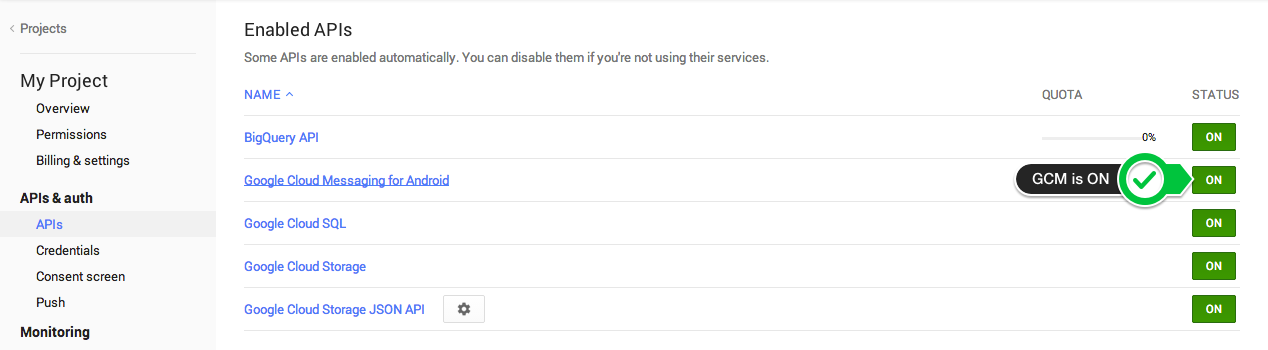 Projects
My Project
Overview
Permissions
Billing & settings
APIs & auth
APIs
Credentials
Consent screen
Push
Monitoring
Enabled APIs
Some APIs are enabled automatically. You can disable them if you're not using their services.
NAME QUOTA STATUS
BigQuery API 0% ON
Google Cloud Messaging for Android GCM is ON ON
Google Cloud SQL ON
Google Cloud Storage ON
Google Cloud Storage JSON API ON